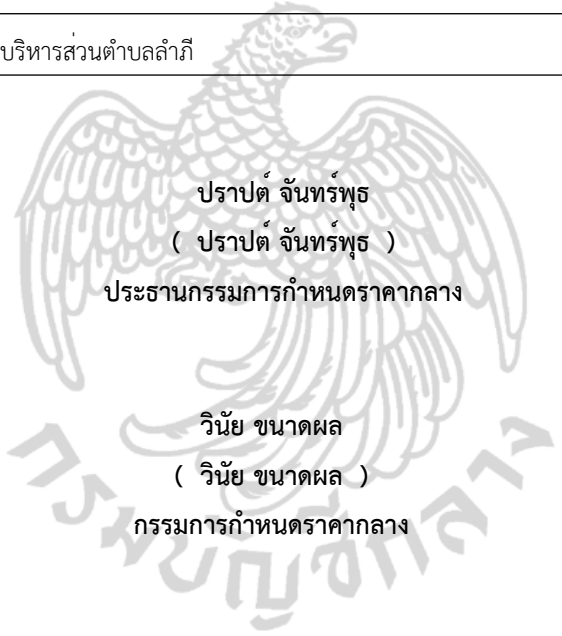 บริหารส่วนตำบลลำภี
ปราปต์ จันทร์พุธ
( ปราปต์ จันทร์พุธ )
ประธานกรรมการกำหนดราคากลาง
วินัย ขนาดผล
( วินัย ขนาดผล )
กรรมการกำหนดราคากลาง
กรมบัญชีกลาง